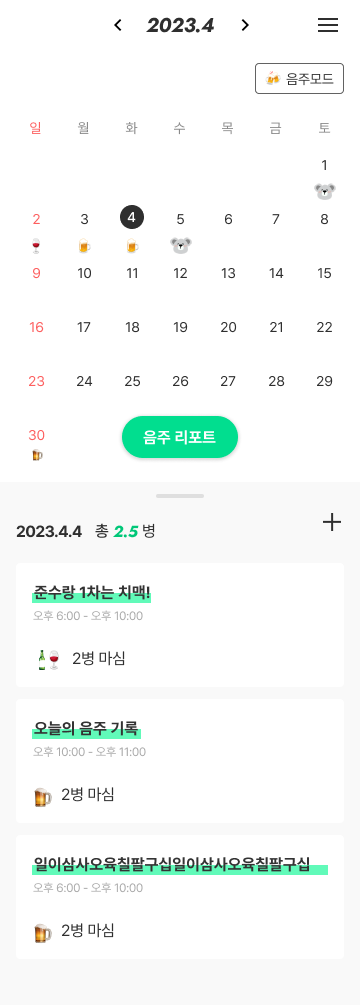 2023.4
음주모드
일 월 화 수 목 금 토
1
2 3 4 5 6 7 8
9 10 11 12 13 14 15
16 17 18 19 20 21 22
23 24 25 26 27 28 29
30
음주 리포트
2023.4.4 총 2.5 병
준수랑 1차는 치맥!
오후 6:00 - 오후 10:00
2병 마심
오늘의 음주 기록
오후 10:00 - 오후 11:00
2병 마심
일이삼사오육칠팔구십일이삼사오육칠팔구십
오후 6:00 - 오후 10:00
2병 마심